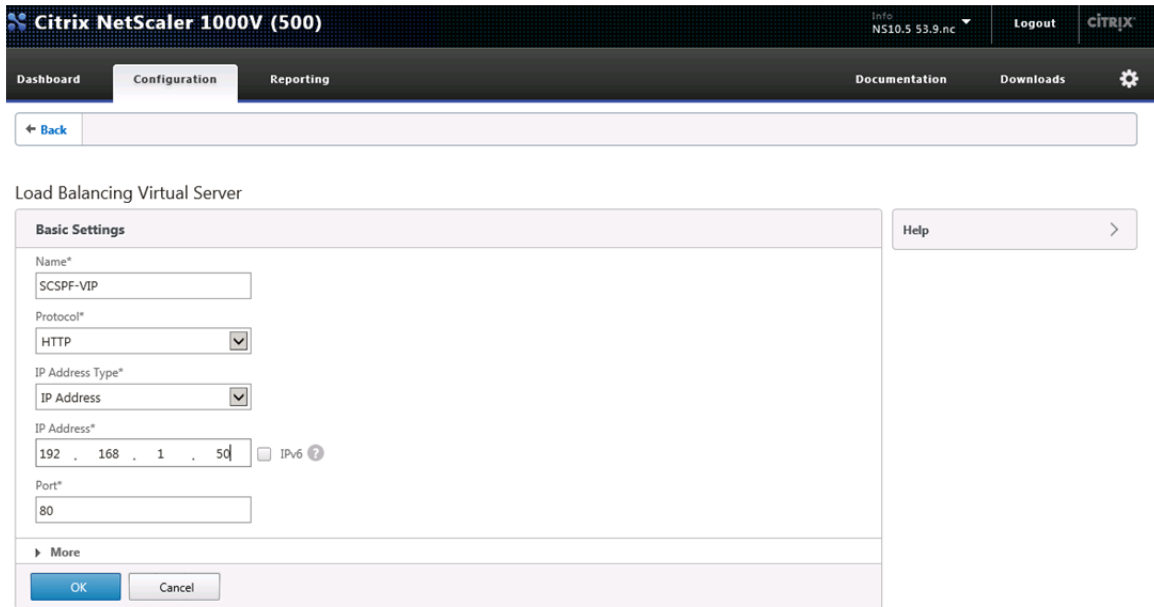 Citrix NetScaler 1000V (500)
Info
NS10.5 53.9.nc
Logout
CİTRIX
Dashboard
Configuration
Reporting
Documentation
Downloads
Back
Load Balancing Virtual Server
Basic Settings
Help
Name*
SCSPF-VIP
Protocol*
HTTP
IP Address Type*
IP Address
IP Address*
192 . 168 . 1 . 50
IPv6 ?
Port*
80
More
OK
Cancel